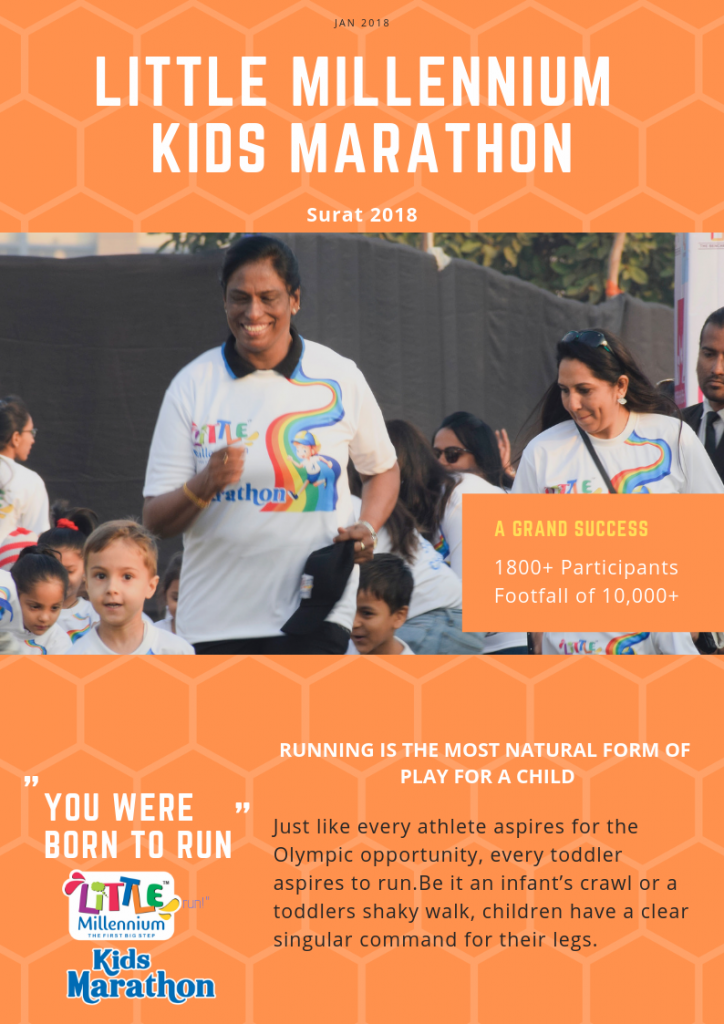 JAN 2018
LITTLE MILLENNIUM
KIDS MARATHON
Surat 2018
LITTLE
Marathon
A GRAND SUCCESS
1800+ Participants
Footfall of 10,000+
RUNNING IS THE MOST NATURAL FORM OF
PLAY FOR A CHILD
"YOU WERE
BORN TO RUN"
Just like every athlete aspires for the
Olympic opportunity, every toddler
aspires to run.Be it an infant's crawl or a
toddlers shaky walk, children have a clear
singular command for their legs.
run!"
LITTLE™
Millennium
THE FIRST BIG STEP
Kids
Marathon